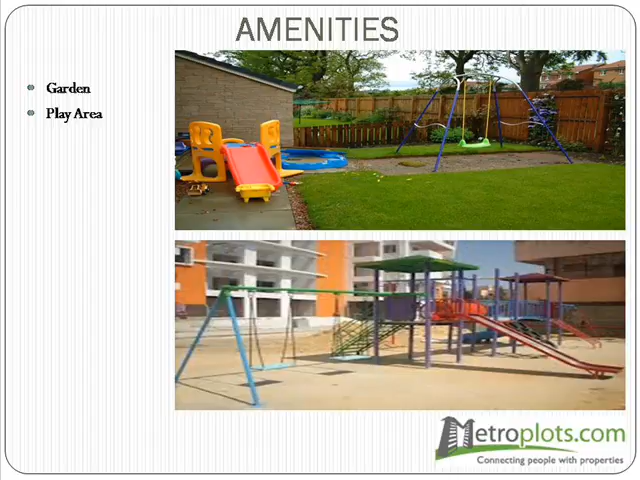 AMENITIES
Garden
Play Area
Metroplots.com
Connecting people with properties